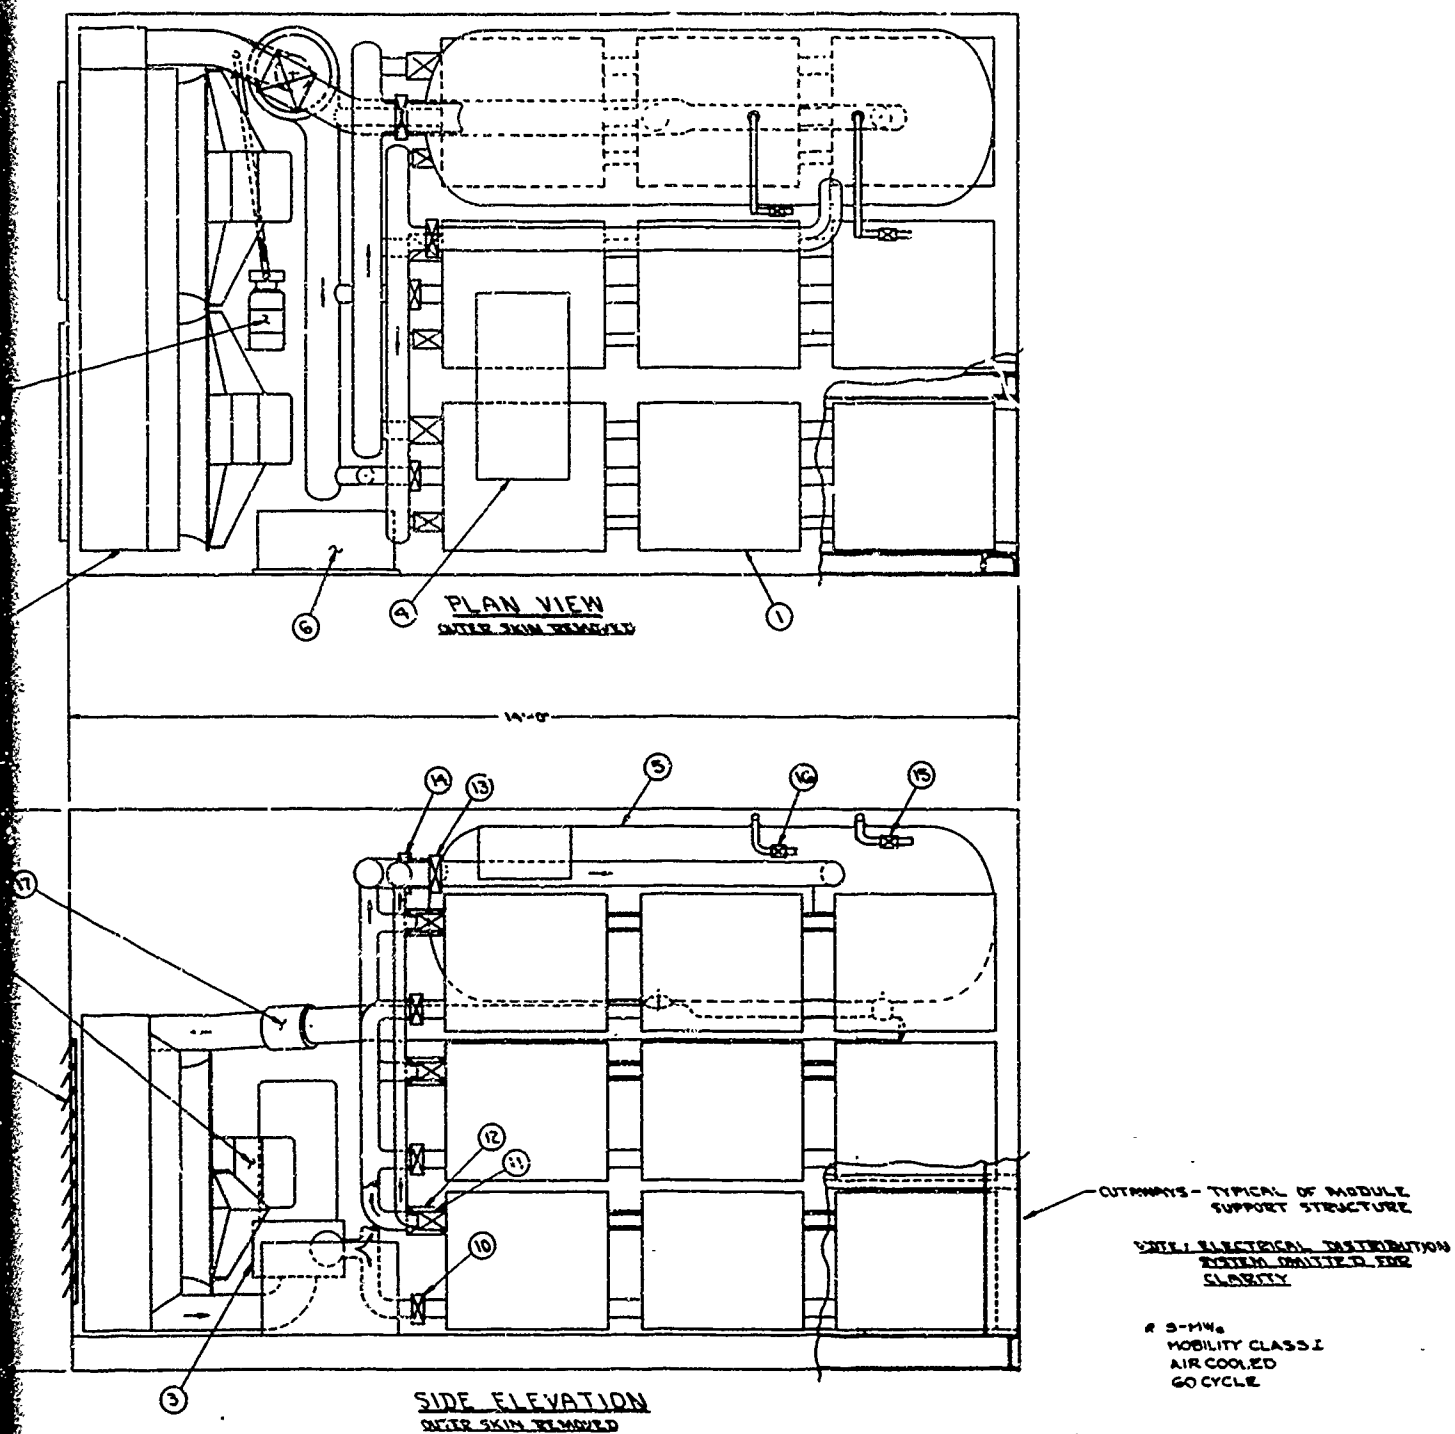 6
4
PLAN VIEW
OUTER SKIN REMOVED
1
14'-0"
14
13
5
16
15
17
12
11
10
CUTAWAYS - TYPICAL OF MODULE
SUPPORT STRUCTURE
NOTE: ELECTRICAL DISTRIBUTION
SYSTEM OMITTED FOR
CLARITY
MOBILITY CLASS I
AIR COOLED
60 CYCLE
3
SIDE ELEVATION
OUTER SKIN REMOVED